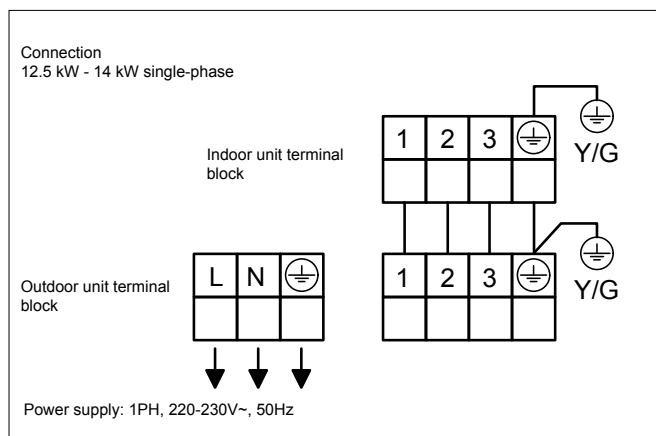 Connection
12.5 kW - 14 kW single-phase
1 2 3
Y/G
Indoor unit terminal
block
L N
1 2 3
Y/G
Outdoor unit terminal
block
Power supply: 1PH, 220-230V~, 50Hz